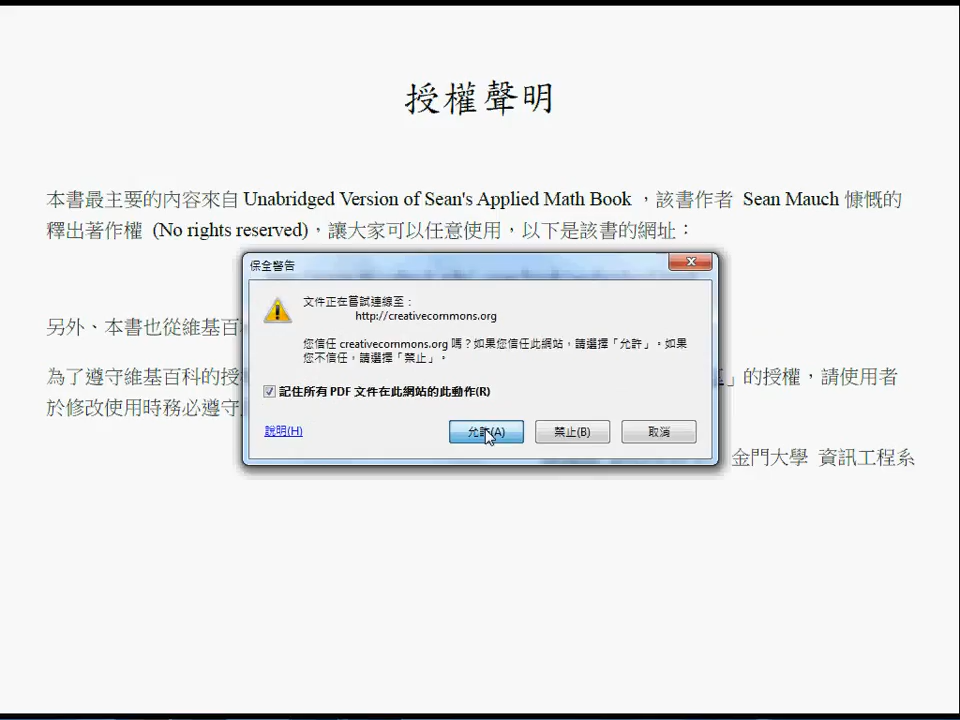 授權聲明
本書最主要的內容來自 Unabridged Version of Sean's Applied Math Book ，該書作者 Sean Mauch 慷慨的
釋出著作權 (No rights reserved)，讓大家可以任意使用，以下是該書的網址：
保全警告
文件正在嘗試連線至：
http://creativecommons.org
另外、本書也從維基百
您信任 creativecommons.org 嗎？如果您信任此網站，請選擇「允許」。如果
您不信任，請選擇「禁止」。
為了遵守維基百科的授
」的授權，請使用者
記住所有 PDF 文件在此網站的此動作(R)
於修改使用時務必遵守
說明(H)
允許(A)
禁止(B)
取消
金門大學 資訊工程系